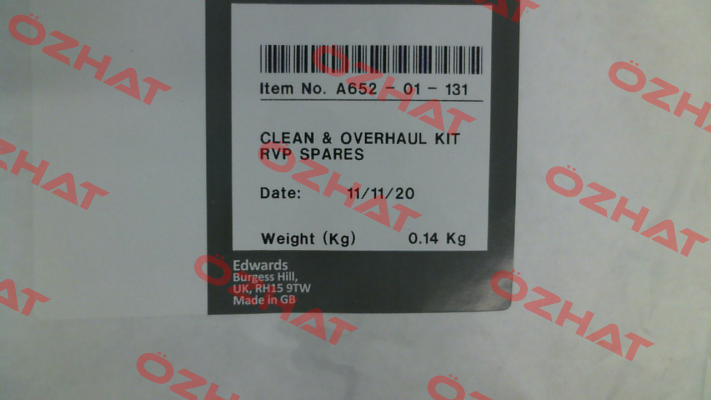 Item No. A652 - 01 - 131
CLEAN & OVERHAUL KIT
RVP SPARES
Date: 11/11/20
Weight (Kg) 0.14 Kg
Edwards
Burgess Hill,
UK, RH15 9TW
Made in GB
ÖZHAT
ÖZHAT
ÖZHAT
ÖZHAT
ÖZHAT
ÖZHAT
ÖZHAT
ÖZHAT
ÖZHAT